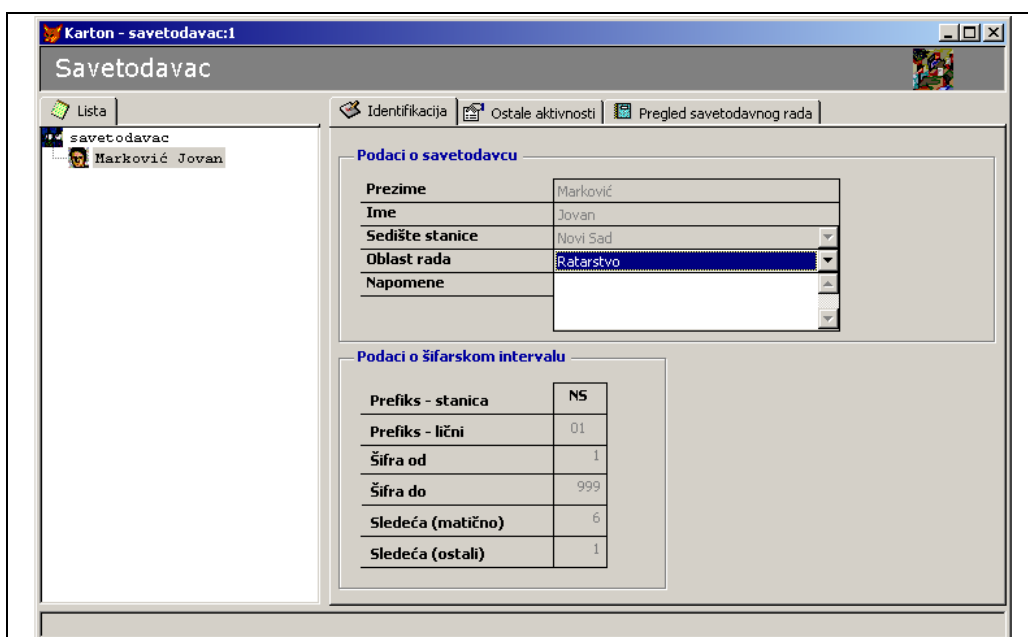 Karton - savetodavac:1
Savetodavac
Lista
Identifikacija Ostale aktivnosti Pregled savetodavnog rada
savetodavac
Marković Jovan
Podaci o savetodavcu
Prezime Marković
Ime Jovan
Sedište stanice Novi Sad
Oblast rada Ratarstvo
Napomene
Podaci o šifarskom intervalu
Prefiks - stanica NS
Prefiks - lični 01
Šifra od 1
Šifra do 999
Sledeća (matično) 6
Sledeća (ostali) 1